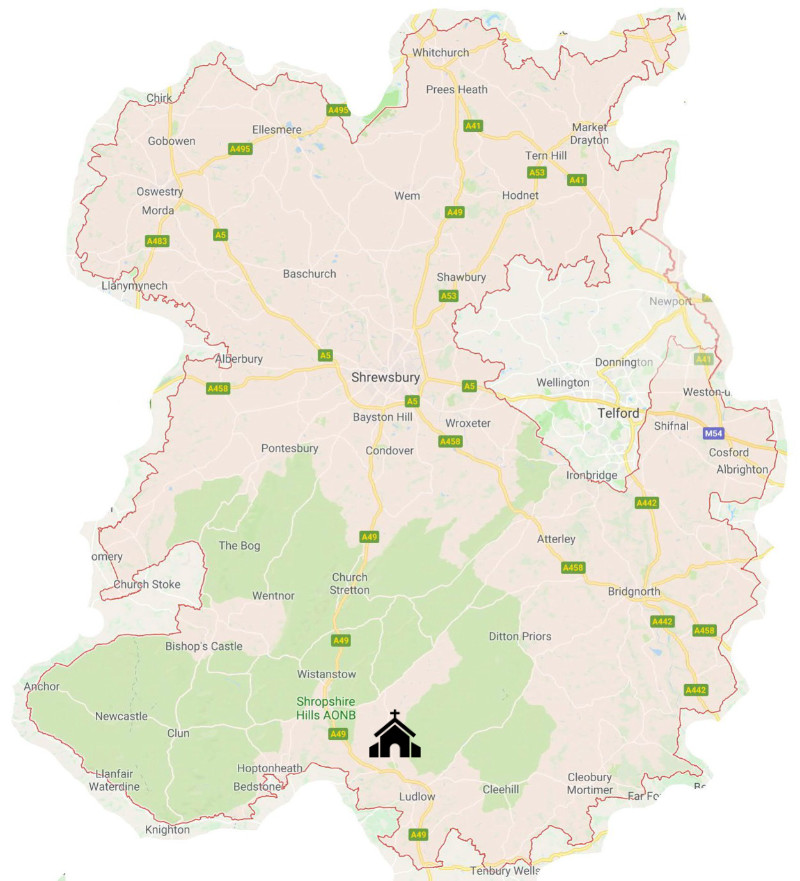 M
Whitchurch
Prees Heath
Chirk
A495
Ellesmere
A41
Market
Drayton
Gobowen
A495
Tern Hill
A53
A41
Oswestry
Wem
Hodnet
Morda
A49
A483
A5
Baschurch
Shawbury
Llanymynech
A53
Newport
Alberbury
A5
Donnington
A41
Shrewsbury
Wellington
A458
A5
Weston-u
A5
Telford
Bayston Hill
Wroxeter
Shifnal
M54
A458
Pontesbury
Condover
Cosford
Albrighton
Ironbridge
A442
A49
Atterley
The Bog
omery
A458
Church
Stretton
Church Stoke
Wentnor
Bridgnorth
A442
A458
Ditton Priors
A49
Bishop's Castle
Wistanstow
Anchor
A442
Shropshire
Hills AONB
Newcastle
Clun
A49
Hoptonheath
Llanfair
Waterdine
Bedstone
Cleobury
Mortimer
Cleehill
Ludlow
Far Fo
Knighton
A49
Tenbury Wells